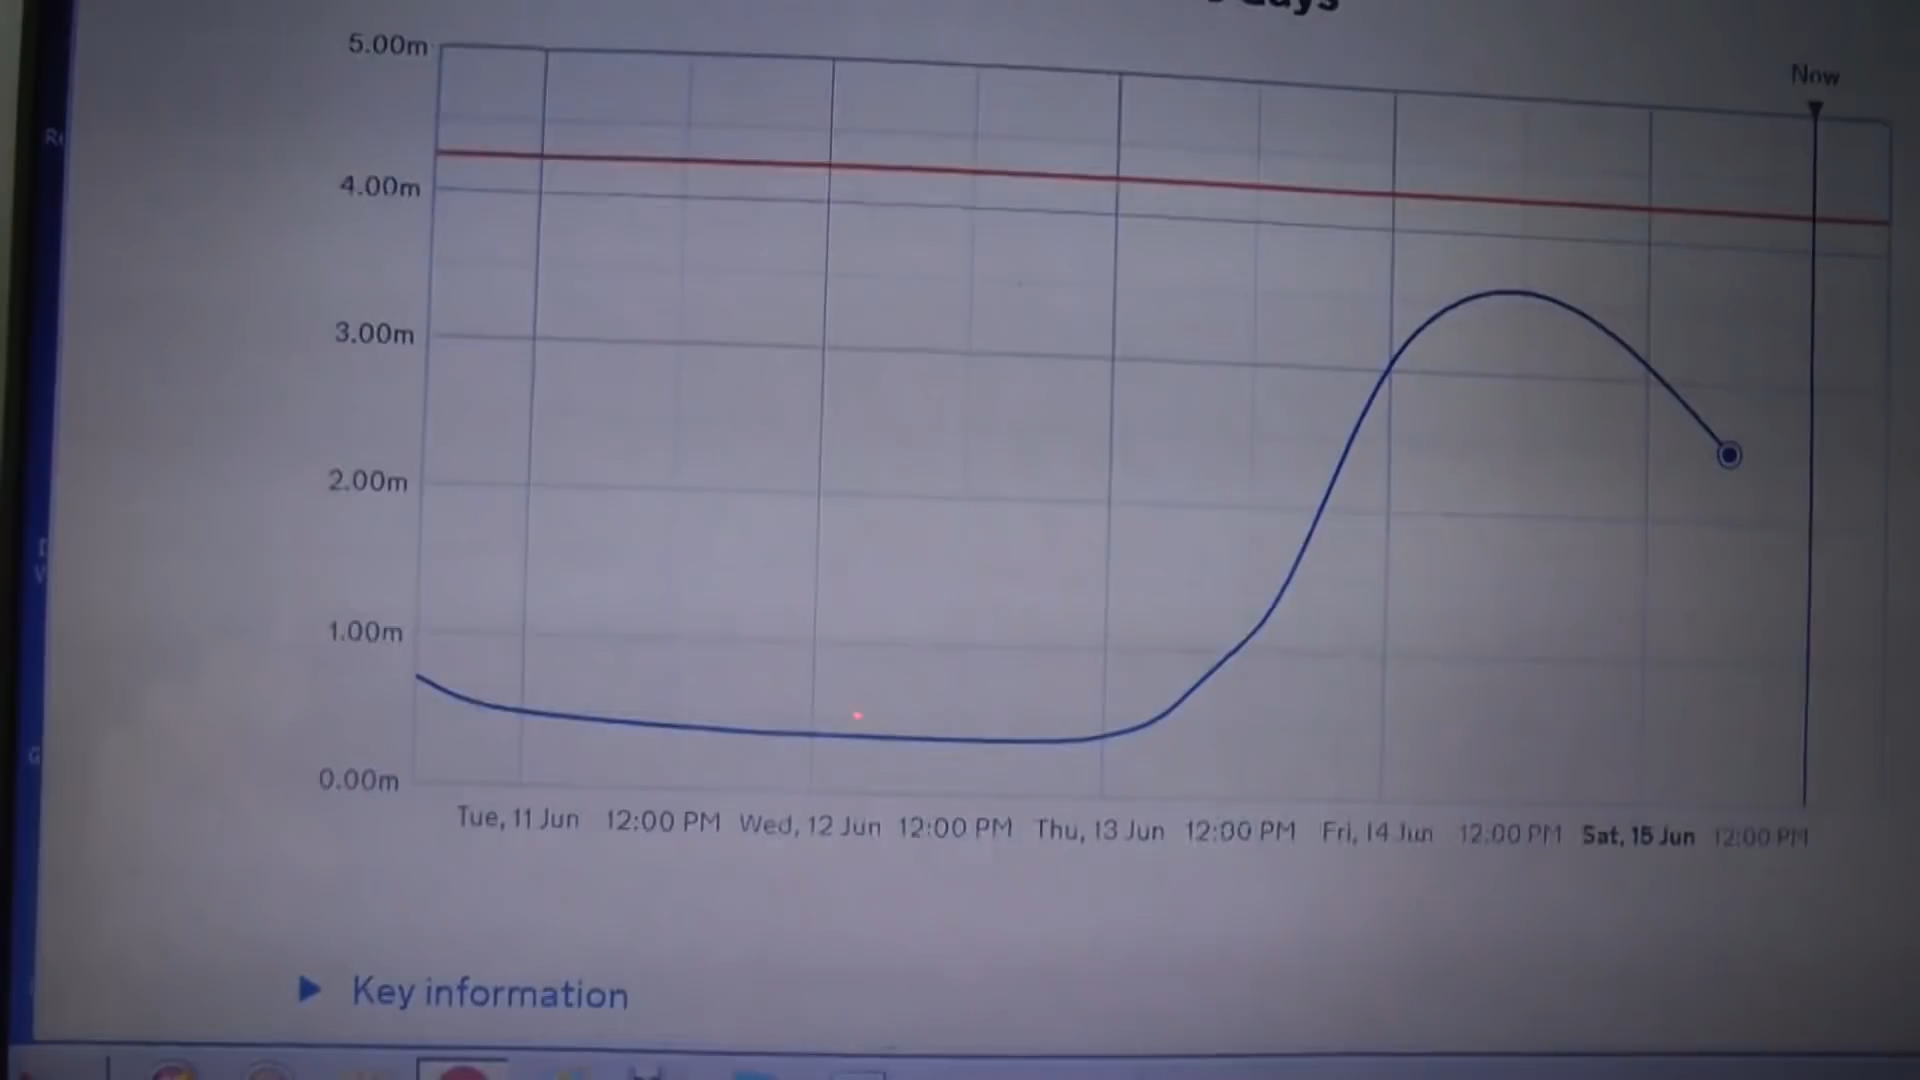 days
Now
5.00m
4.00m
3.00m
2.00m
1.00m
0.00m
Tue, 11 Jun 12:00 PM Wed, 12 Jun 12:00 PM Thu, 13 Jun 12:00 PM Fri, 14 Jun 12:00 PM Sat, 15 Jun 12:00 PM
Key information